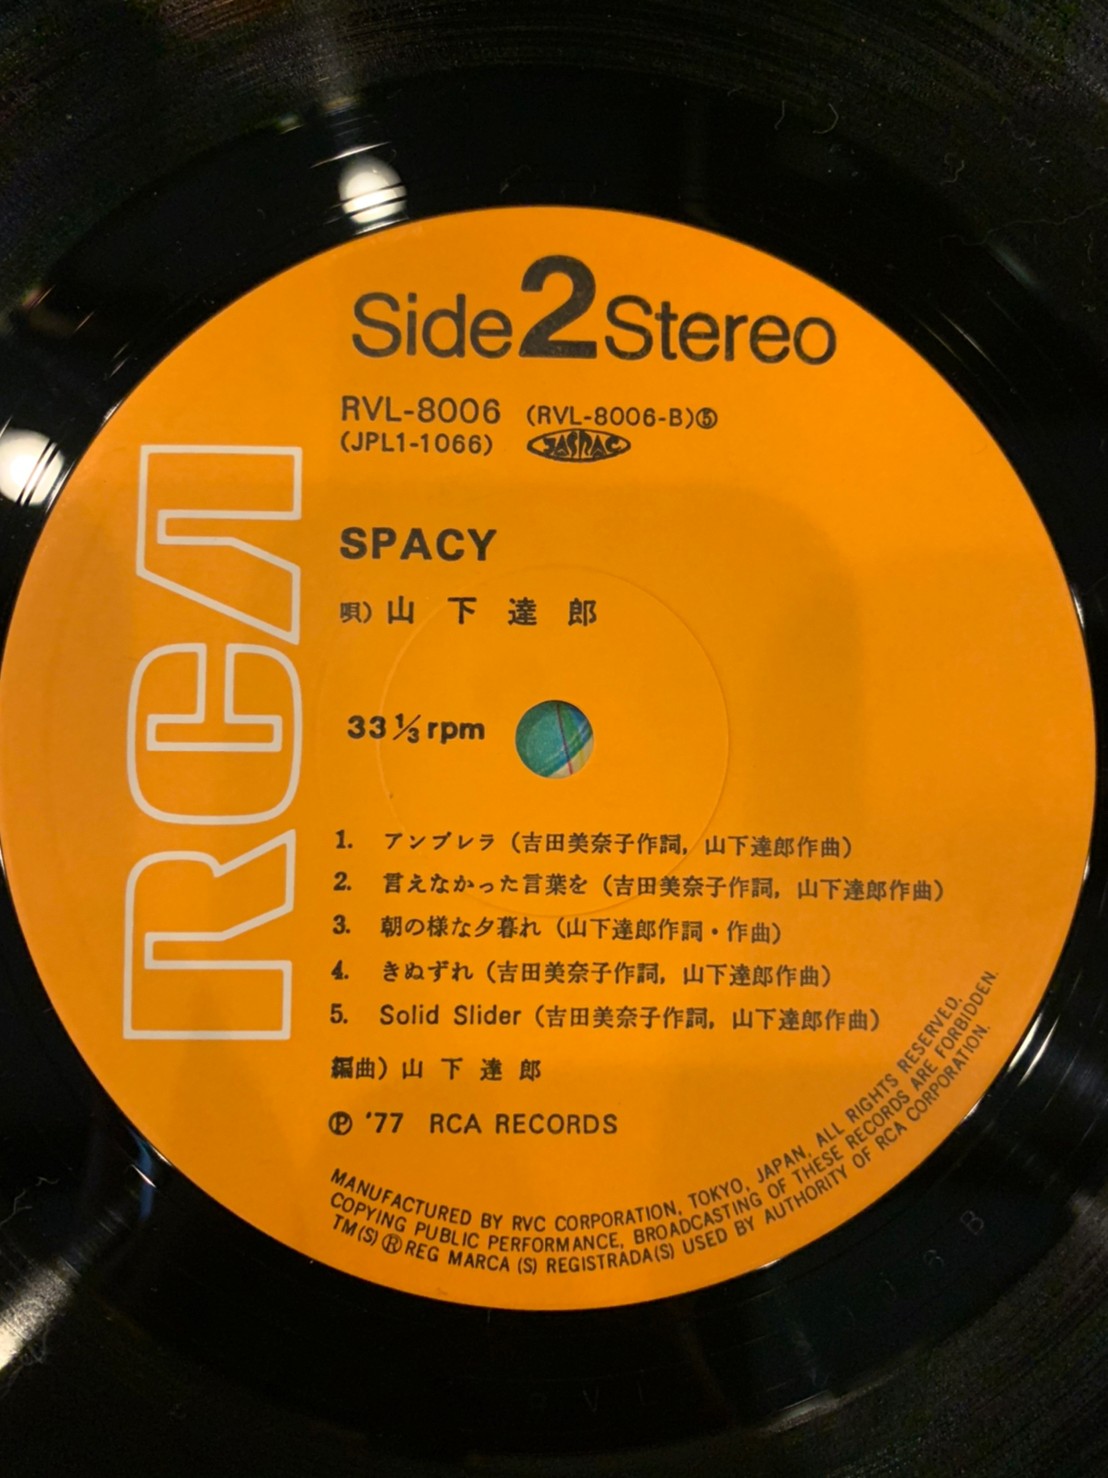 Side 2 Stereo
RVL-8006 (RVL-8006-B)⑤
(JPL1-1066) JASRAC
RCA
SPACY
唄) 山下達郎
33⅓rpm
1. アンブレラ (吉田美奈子作詞, 山下達郎作曲)
2. 言えなかった言葉を (吉田美奈子作詞, 山下達郎作曲)
3. 朝の様な夕暮れ (山下達郎作詞・作曲)
4. きぬずれ (吉田美奈子作詞, 山下達郎作曲)
5. Solid Slider (吉田美奈子作詞, 山下達郎作曲)
編曲) 山下達郎
Ⓟ '77 RCA RECORDS
MANUFACTURED BY RVC CORPORATION, TOKYO, JAPAN, ALL RIGHTS RESERVED.
COPYING PUBLIC PERFORMANCE, BROADCASTING OF THESE RECORDS ARE FORBIDDEN.
TM(S) ® REG MARCA (S) REGISTRADA(S) USED BY AUTHORITY OF RCA CORPORATION.